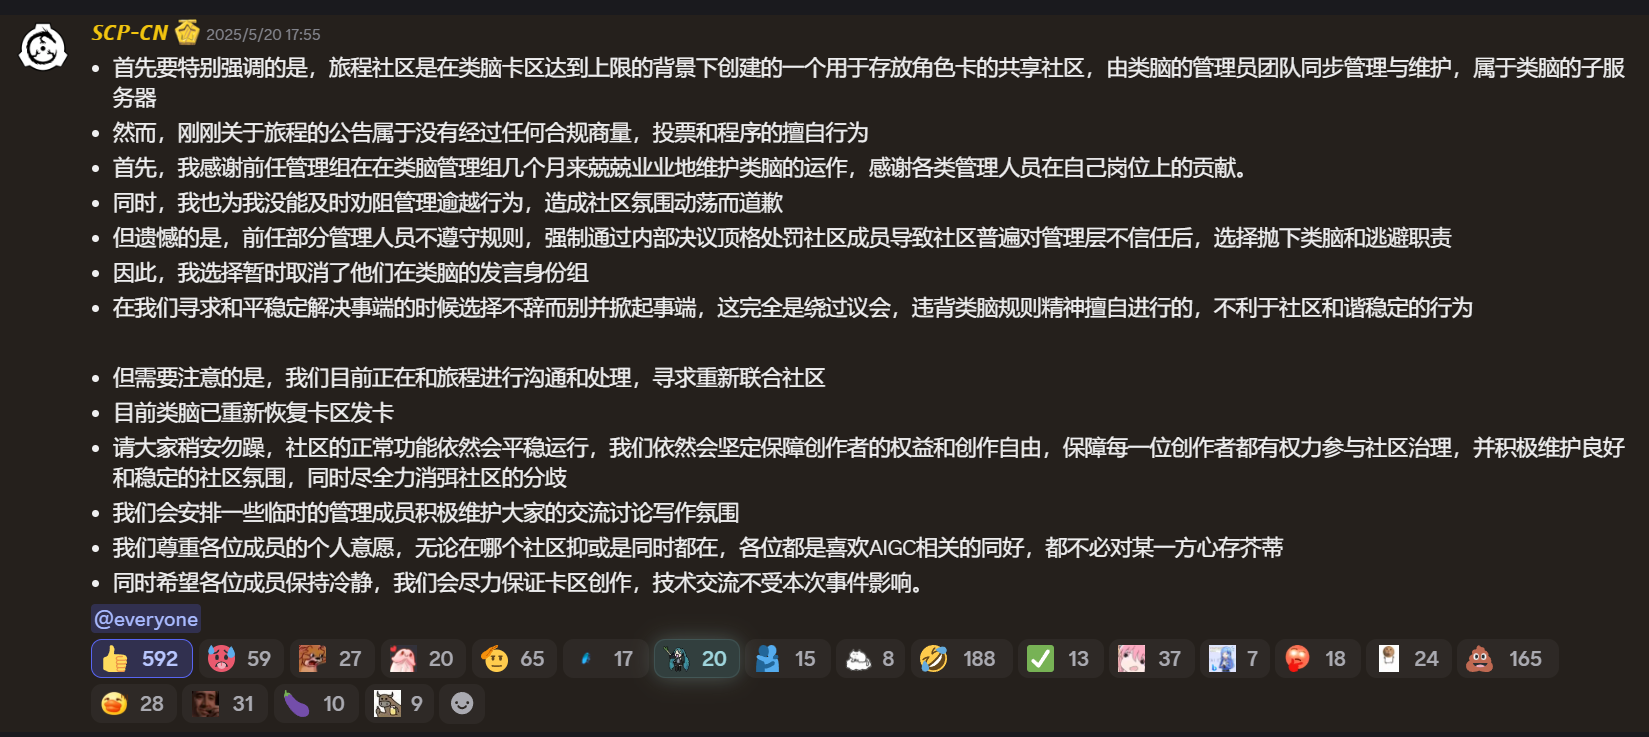 SCP-CN 2025/5/20 17:55
• 首先要特别强调的是，旅程社区是在类脑卡区达到上限的背景下创建的一个用于存放角色卡的共享社区，由类脑的管理员团队同步管理与维护，属于类脑的子服
务器
• 然而，刚刚关于旅程的公告属于没有经过任何合规商量，投票和程序的擅自行为
• 首先，我感谢前任管理组在在类脑管理组几个月来兢兢业业地维护类脑的运作，感谢各类管理人员在自己岗位上的贡献。
• 同时，我也为我没能及时劝阻管理逾越行为，造成社区氛围动荡而道歉
• 但遗憾的是，前任部分管理人员不遵守规则，强制通过内部决议顶格处罚社区成员导致社区普遍对管理层不信任后，选择抛下类脑和逃避职责
• 因此，我选择暂时取消了他们在类脑的发言身份组
• 在我们寻求和平稳定解决事端的时候选择不辞而别并掀起事端，这完全是绕过议会，违背类脑规则精神擅自进行的，不利于社区和谐稳定的行为
• 但需要注意的是，我们目前正在和旅程进行沟通和处理，寻求重新联合社区
• 目前类脑已重新恢复卡区发卡
• 请大家稍安勿躁，社区的正常功能依然会平稳运行，我们依然会坚定保障创作者的权益和创作自由，保障每一位创作者都有权力参与社区治理，并积极维护良好
和稳定的社区氛围，同时尽全力消弭社区的分歧
• 我们会安排一些临时的管理成员积极维护大家的交流讨论写作氛围
• 我们尊重各位成员的个人意愿，无论在哪个社区抑或是同时都在，各位都是喜欢AIGC相关的同好，都不必对某一方心存芥蒂
• 同时希望各位成员保持冷静，我们会尽力保证卡区创作，技术交流不受本次事件影响。
@everyone
592 59 27 20 65 17 20 15 8 188 13 37 7 18 24 165
28 31 10 9